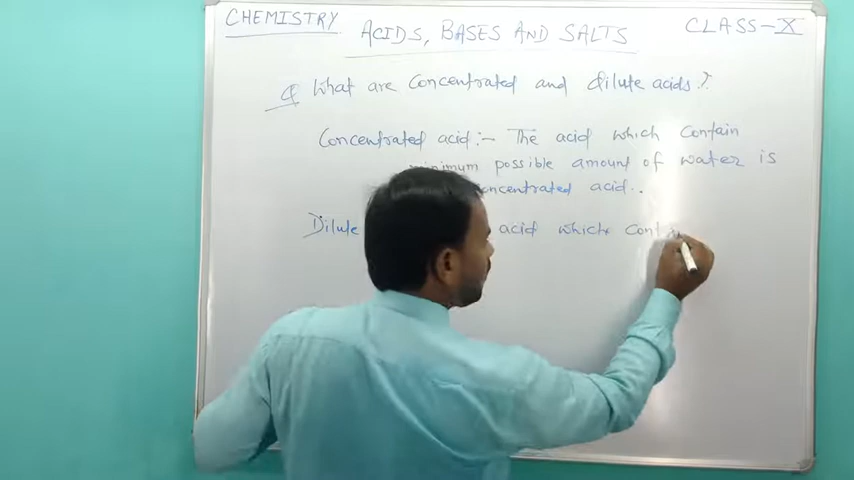 CHEMISTRY
ACIDS, BASES AND SALTS
CLASS-X
Q What are Concentrated and dilute acids?
Concentrated acid:- The acid which Contain
minimum possible amount of water is
concentrated acid..
Dilute acid which